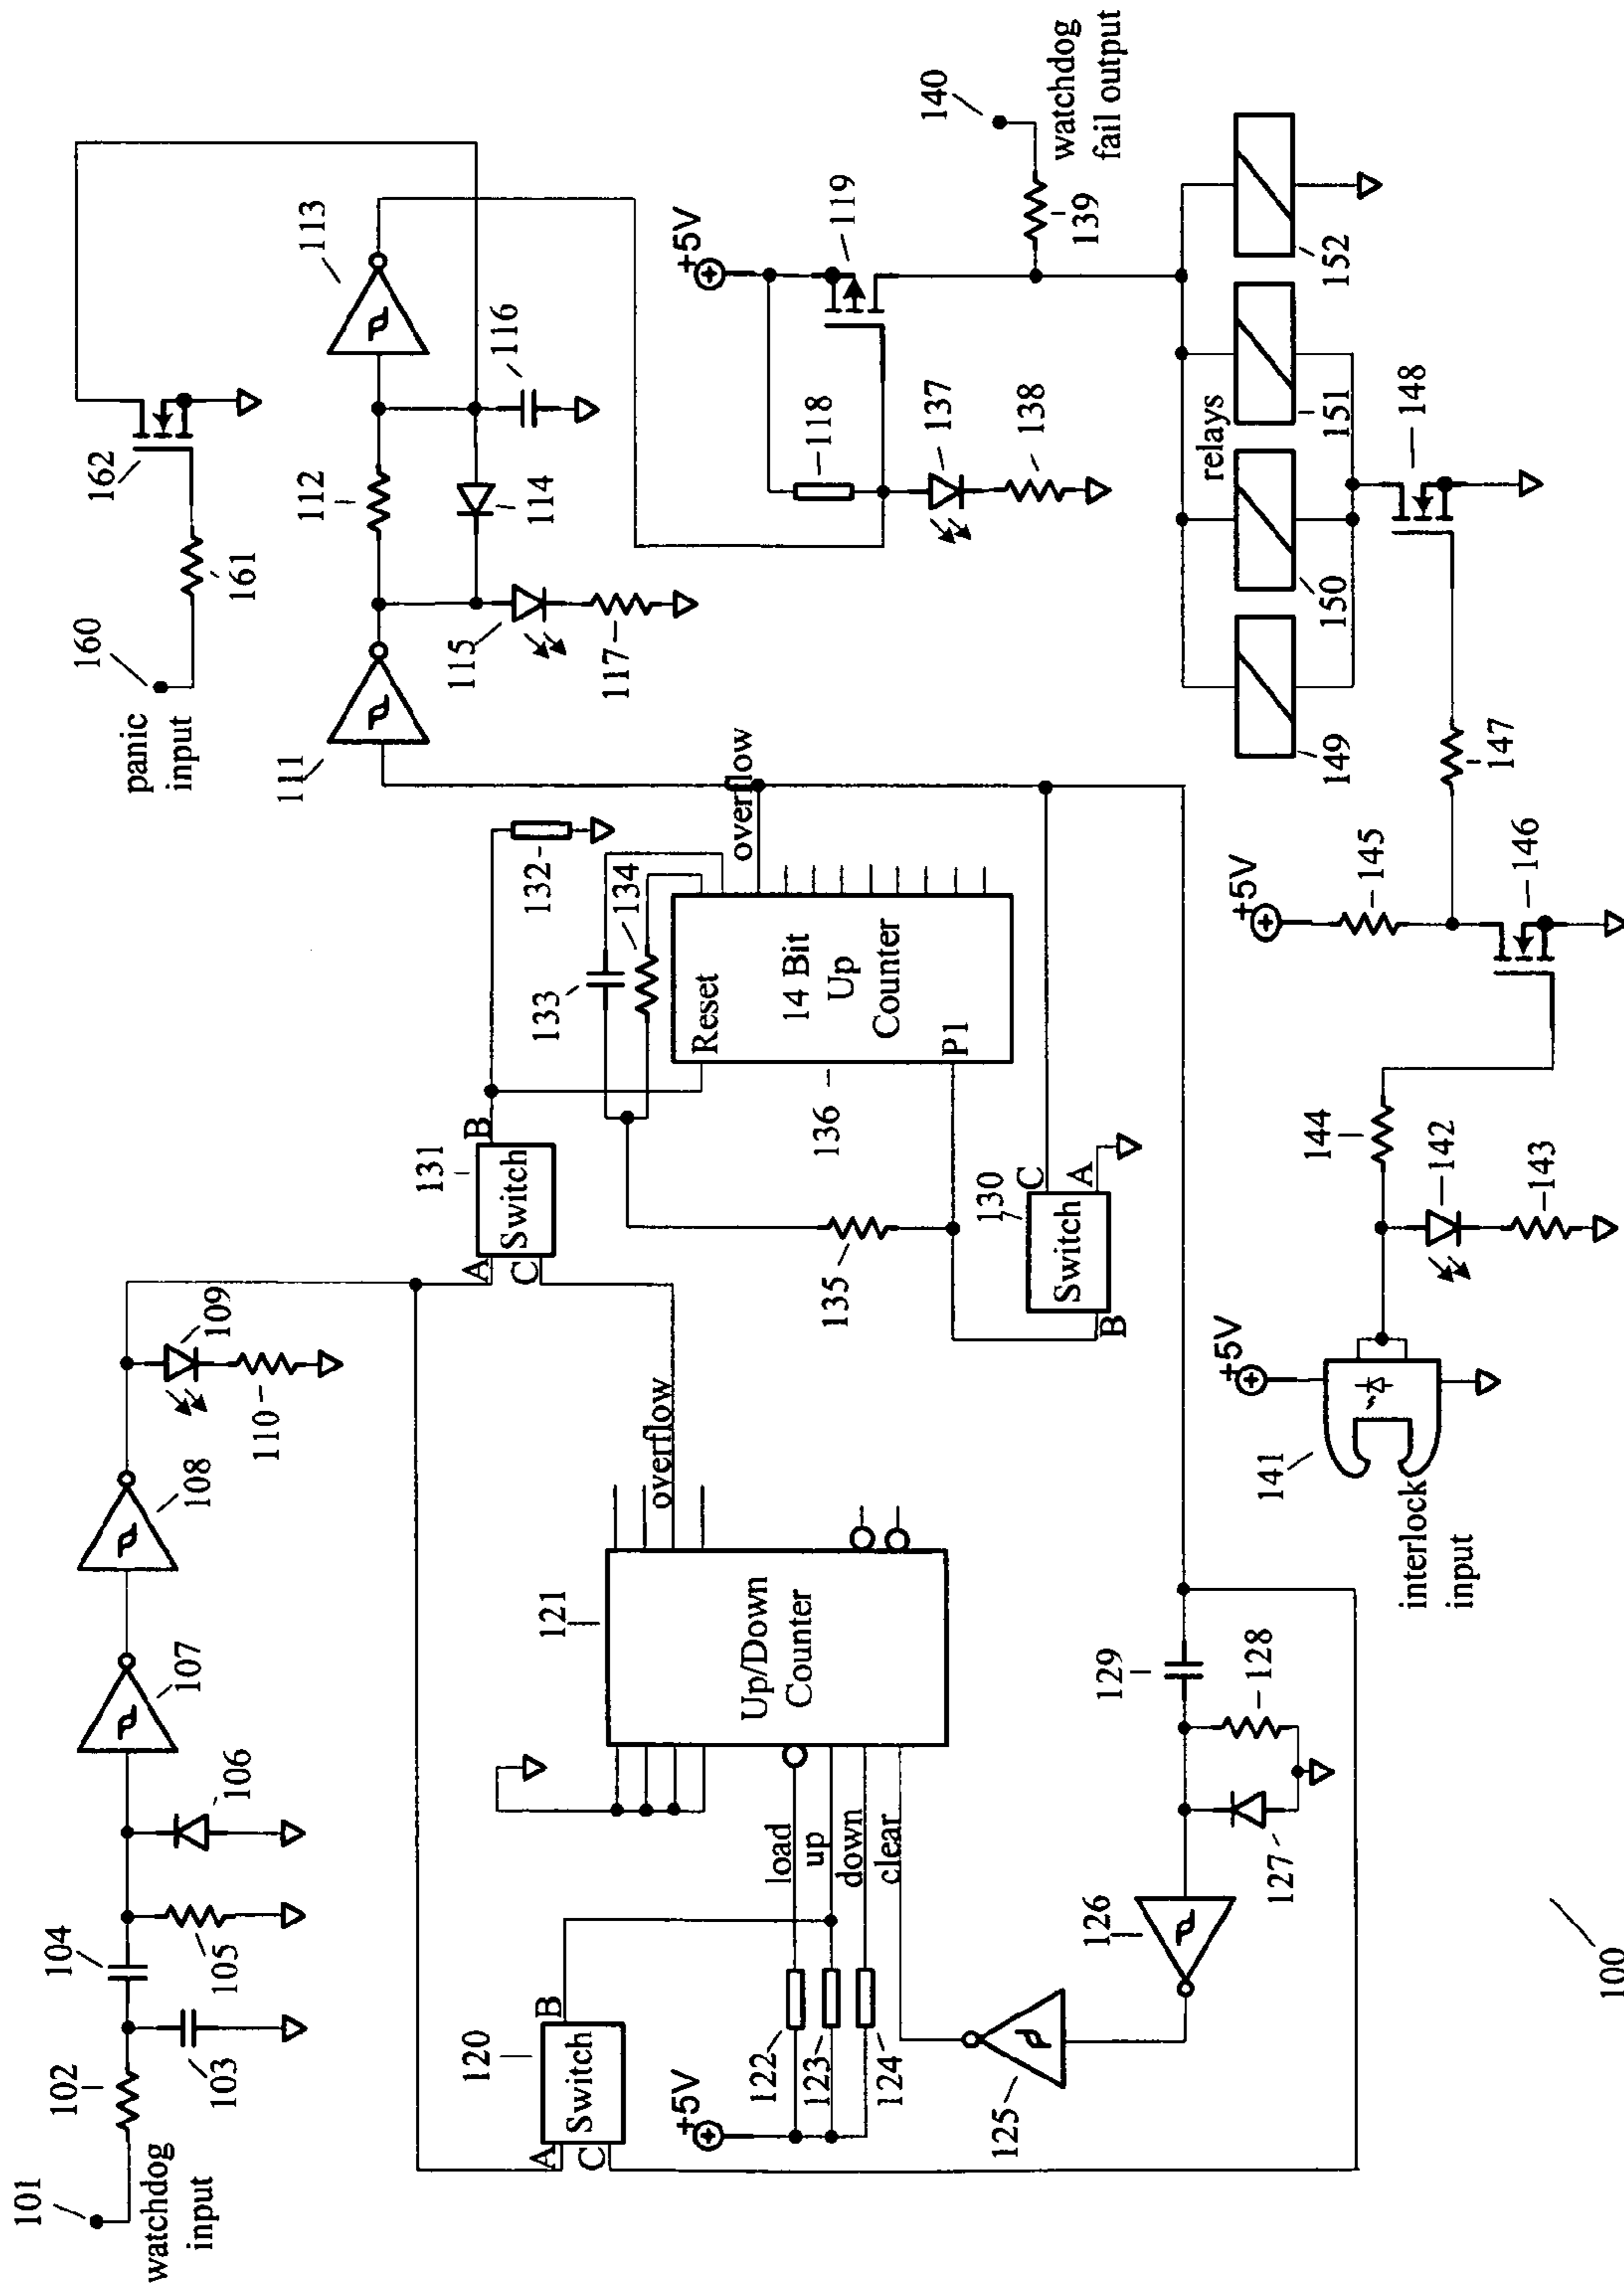 101
watchdog
input
102
103
104
105
106
107
108
109
110
160
panic
input
161
162
111
112
113
114
115
116
117
120
Switch
A
B
C
121
Up/Down
Counter
overflow
load
up
down
clear
+5V
122
123
124
125
126
127
128
129
131
Switch
A
B
C
132
133
134
135
136
Reset
14 Bit
Up
Counter
P1
overflow
130
Switch
A
B
C
+5V
118
119
137
138
139
140
watchdog
fail output
relays
149
150
151
152
148
147
+5V
145
146
144
142
143
+5V
141
interlock
input
100